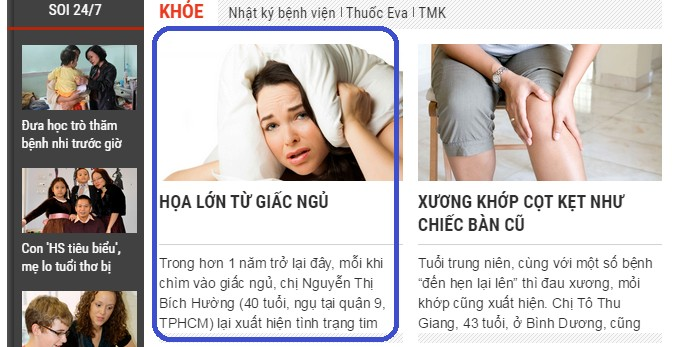 SOI 24/7
KHỎE
Nhật ký bệnh viện | Thuốc Eva | TMK
Đưa học trò thăm
bệnh nhi trước giờ
Con 'HS tiêu biểu',
mẹ lo tuổi thơ bị
HỌA LỚN TỪ GIẤC NGỦ
Trong hơn 1 năm trở lại đây, mỗi khi
chìm vào giấc ngủ, chị Nguyễn Thị
Bích Hường (40 tuổi, ngụ tại quận 9,
TPHCM) lại xuất hiện tình trạng tim
XƯƠNG KHỚP CỌT KẸT NHƯ
CHIẾC BÀN CŨ
Tuổi trung niên, cùng với một số bệnh
“đến hẹn lại lên” thì đau xương, mỏi
khớp cũng xuất hiện. Chị Tô Thu
Giang, 43 tuổi, ở Bình Dương, cũng